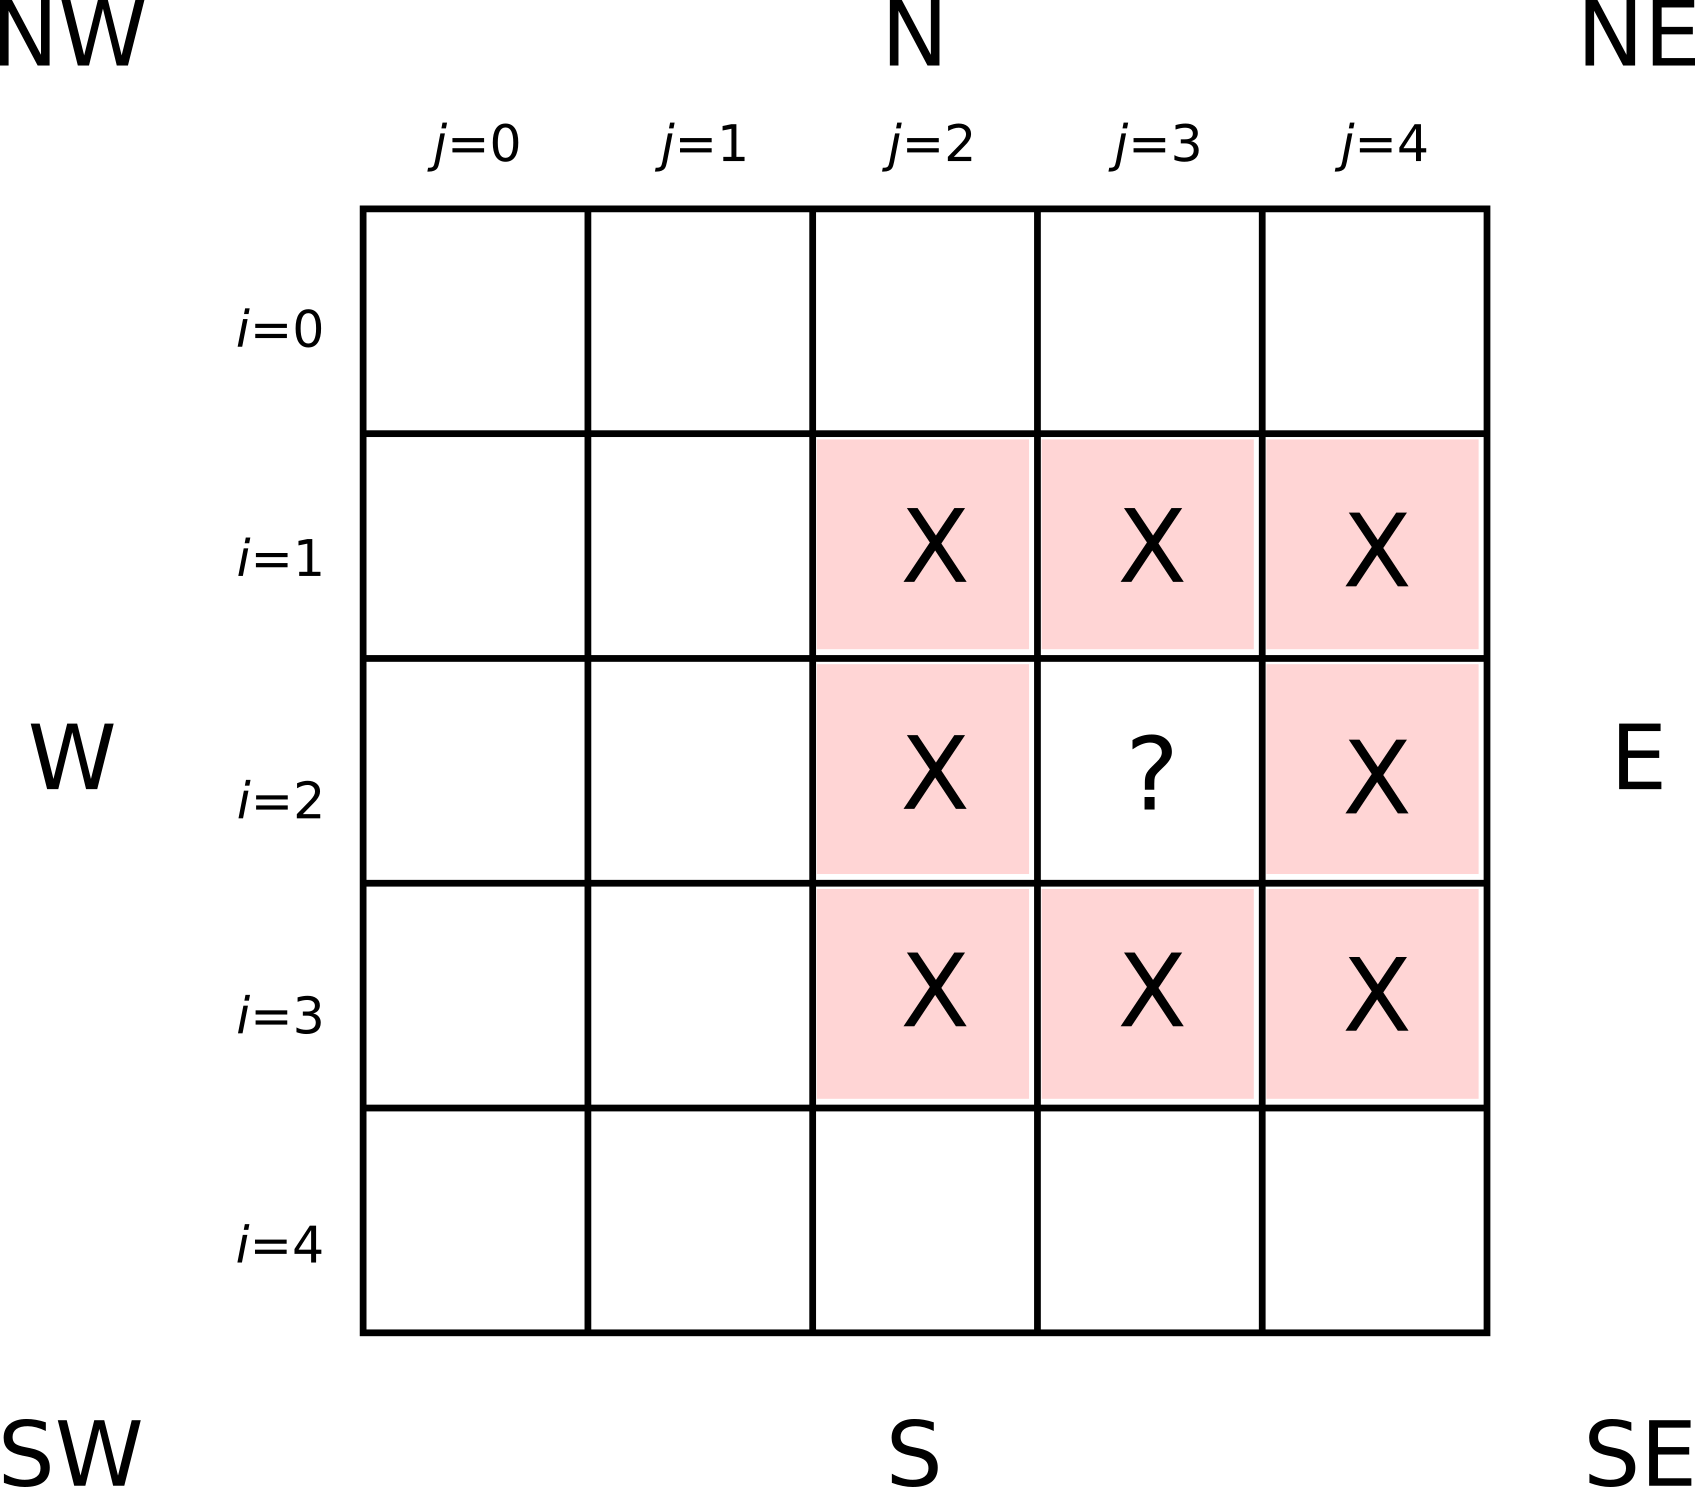 NW N NE
j=0 j=1 j=2 j=3 j=4
i=0
i=1 X X X
W i=2 X ? X E
i=3 X X X
i=4
SW S SE